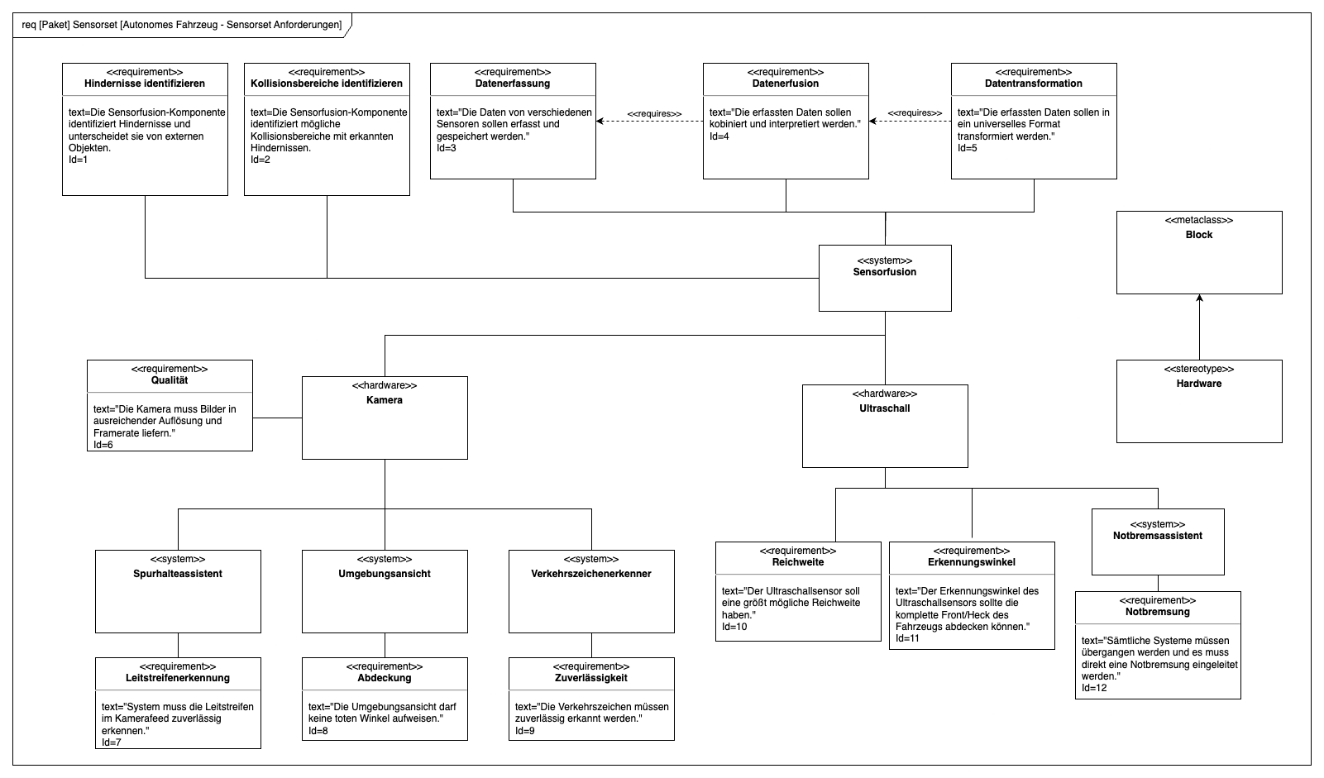 req [Paket] Sensorset [Autonomes Fahrzeug - Sensorset Anforderungen]
<<requirement>>
Hindernisse identifizieren
text=Die Sensorfusion-Komponente
identifiziert Hindernisse und
unterscheidet sie von externen
Objekten.
Id=1
<<requirement>>
Kollisionsbereiche identifizieren
text=Die Sensorfusion-Komponente
identifiziert mögliche
Kollisionsbereiche mit erkannten
Hindernissen.
Id=2
<<requirement>>
Datenerfassung
text="Die Daten von verschiedenen
Sensoren sollen erfasst und
gespeichert werden."
Id=3
<<requires>>
<<requirement>>
Datenerfusion
text="Die erfassten Daten sollen
kobiniert und interpretiert werden."
Id=4
<<requires>>
<<requirement>>
Datentransformation
text="Die erfassten Daten sollen in
ein universelles Format
transformiert werden."
Id=5
<<metaclass>>
Block
<<system>>
Sensorfusion
<<requirement>>
Qualität
text="Die Kamera muss Bilder in
ausreichender Auflösung und
Framerate liefern."
Id=6
<<hardware>>
Kamera
<<hardware>>
Ultraschall
<<stereotype>>
Hardware
<<system>>
Spurhalteassistent
<<system>>
Umgebungsansicht
<<system>>
Verkehrszeichenerkenner
<<requirement>>
Reichweite
text="Der Ultraschallsensor soll
eine größt mögliche Reichweite
haben."
Id=10
<<requirement>>
Erkennungswinkel
text="Der Erkennungswinkel des
Ultraschallsensors sollte die
komplette Front/Heck des
Fahrzeugs abdecken können."
Id=11
<<system>>
Notbremsassistent
<<requirement>>
Notbremsung
text="Sämtliche Systeme müssen
übergangen werden und es muss
direkt eine Notbremsung eingeleitet
werden."
Id=12
<<requirement>>
Leitstreifenerkennung
text="System muss die Leitstreifen
im Kamerafeed zuverlässig
erkennen."
Id=7
<<requirement>>
Abdeckung
text="Die Umgebungsansicht darf
keine toten Winkel aufweisen."
Id=8
<<requirement>>
Zuverlässigkeit
text="Die Verkehrszeichen müssen
zuverlässig erkannt werden."
Id=9